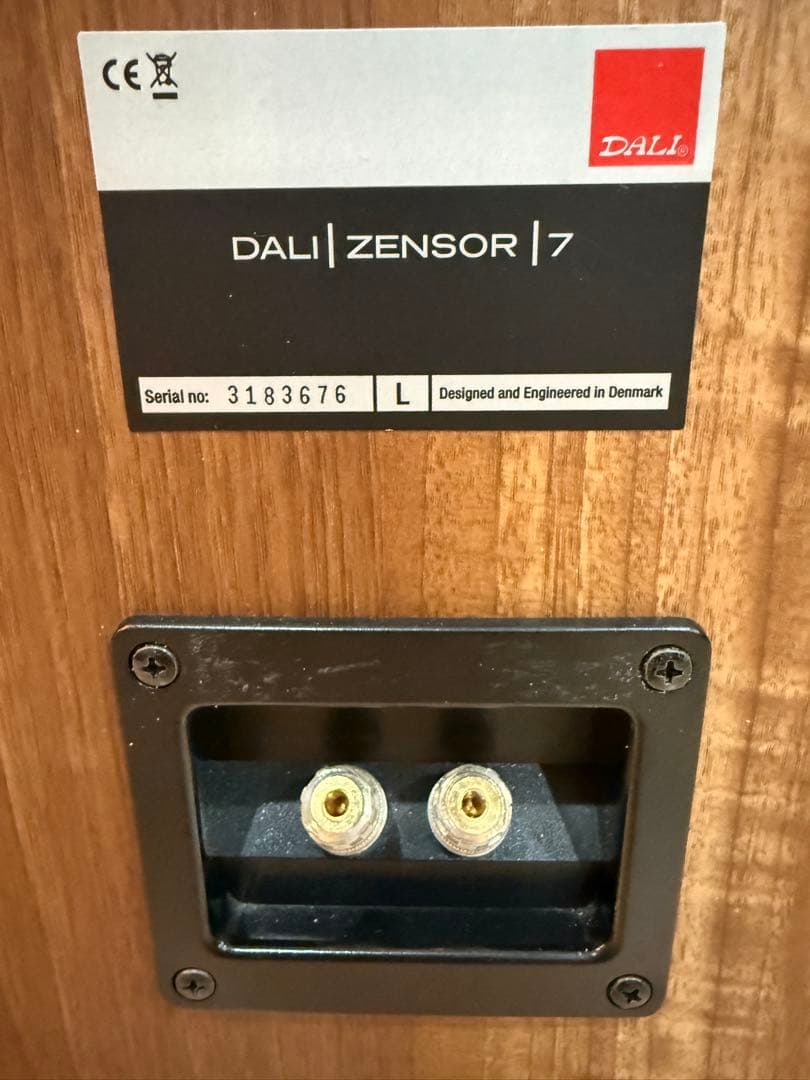 CE
DALI®
DALI | ZENSOR | 7
Serial no: 3183676 L Designed and Engineered in Denmark